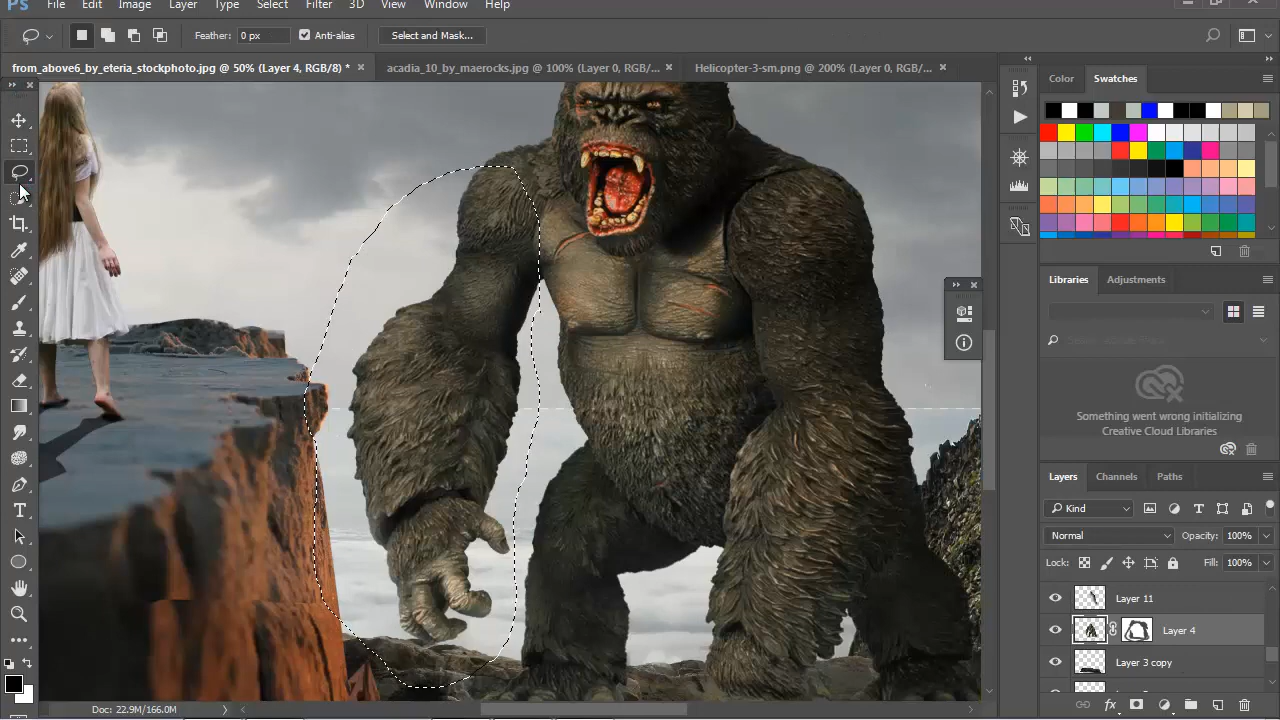 Ps File Edit Image Layer Type Select Filter 3D View Window Help
Feather: 0 px Anti-alias Select and Mask...
from_above6_by_eteria_stockphoto.jpg @ 50% (Layer 4, RGB/8) * × acadia_10_by_maerocks.jpg @ 100% (Layer 0, RGB/... × Helicopter-3-sm.png @ 200% (Layer 0, RGB/8/... ×
Color Swatches
Libraries Adjustments
Something went wrong initializing
Creative Cloud Libraries
Layers Channels Paths
Kind
Normal Opacity: 100%
Lock: Fill: 100%
Layer 11
Layer 4
Layer 3 copy
fx
Doc: 22.9M/166.0M